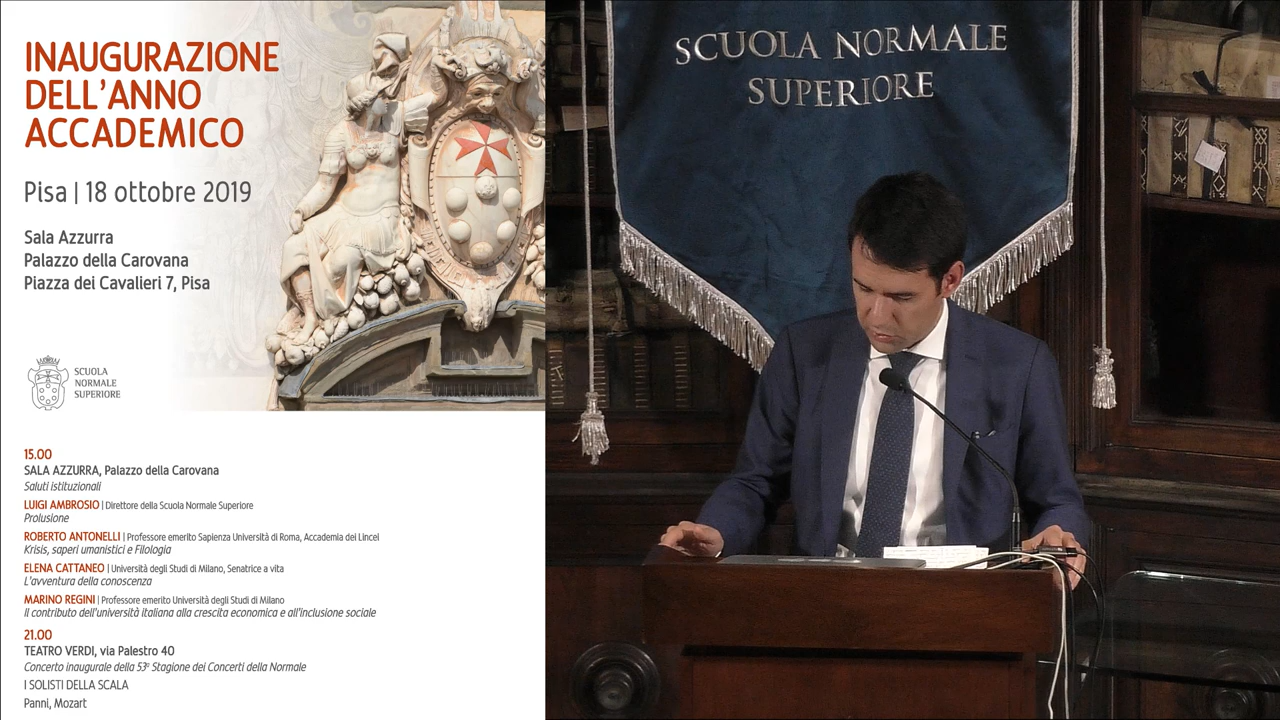 INAUGURAZIONE
DELL'ANNO
ACCADEMICO
Pisa | 18 ottobre 2019
Sala Azzurra
Palazzo della Carovana
Piazza dei Cavalieri 7, Pisa
SCUOLA
NORMALE
SUPERIORE
15.00
SALA AZZURRA, Palazzo della Carovana
Saluti istituzionali
LUIGI AMBROSIO | Direttore della Scuola Normale Superiore
Prolusione
ROBERTO ANTONELLI | Professore emerito Sapienza Università di Roma, Accademia dei Lincei
Krisis, saperi umanistici e Filologia
ELENA CATTANEO | Università degli Studi di Milano, Senatrice a vita
L'avventura della conoscenza
MARINO REGINI | Professore emerito Università degli Studi di Milano
Il contributo dell'università italiana alla crescita economica e all'inclusione sociale
21.00
TEATRO VERDI, via Palestro 40
Concerto inaugurale della 53ª Stagione dei Concerti della Normale
I SOLISTI DELLA SCALA
Panni, Mozart
SCUOLA NORMALE
SUPERIORE